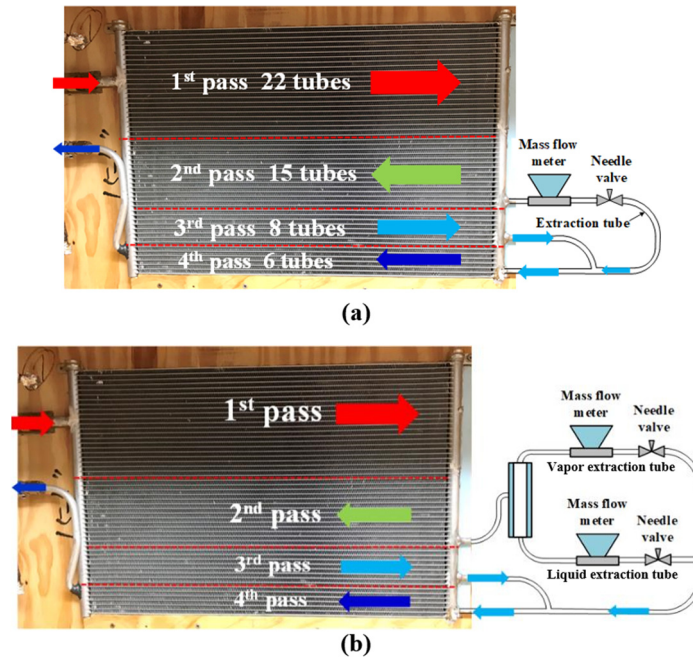 1st pass 22 tubes
2nd pass 15 tubes
3rd pass 8 tubes
4th pass 6 tubes
Mass flow
meter
Needle
valve
Extraction tube
(a)
1st pass
2nd pass
3rd pass
4th pass
Mass flow
meter
Needle
valve
Vapor extraction tube
Mass flow
meter
Needle
valve
Liquid extraction tube
(b)